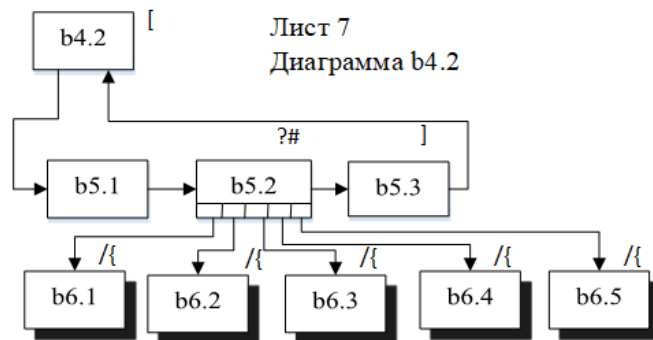 b4.2 [
Лист 7
Диаграмма b4.2
?# ]
b5.1 b5.2 b5.3
/{ /{ /{ /{ /{
b6.1 b6.2 b6.3 b6.4 b6.5